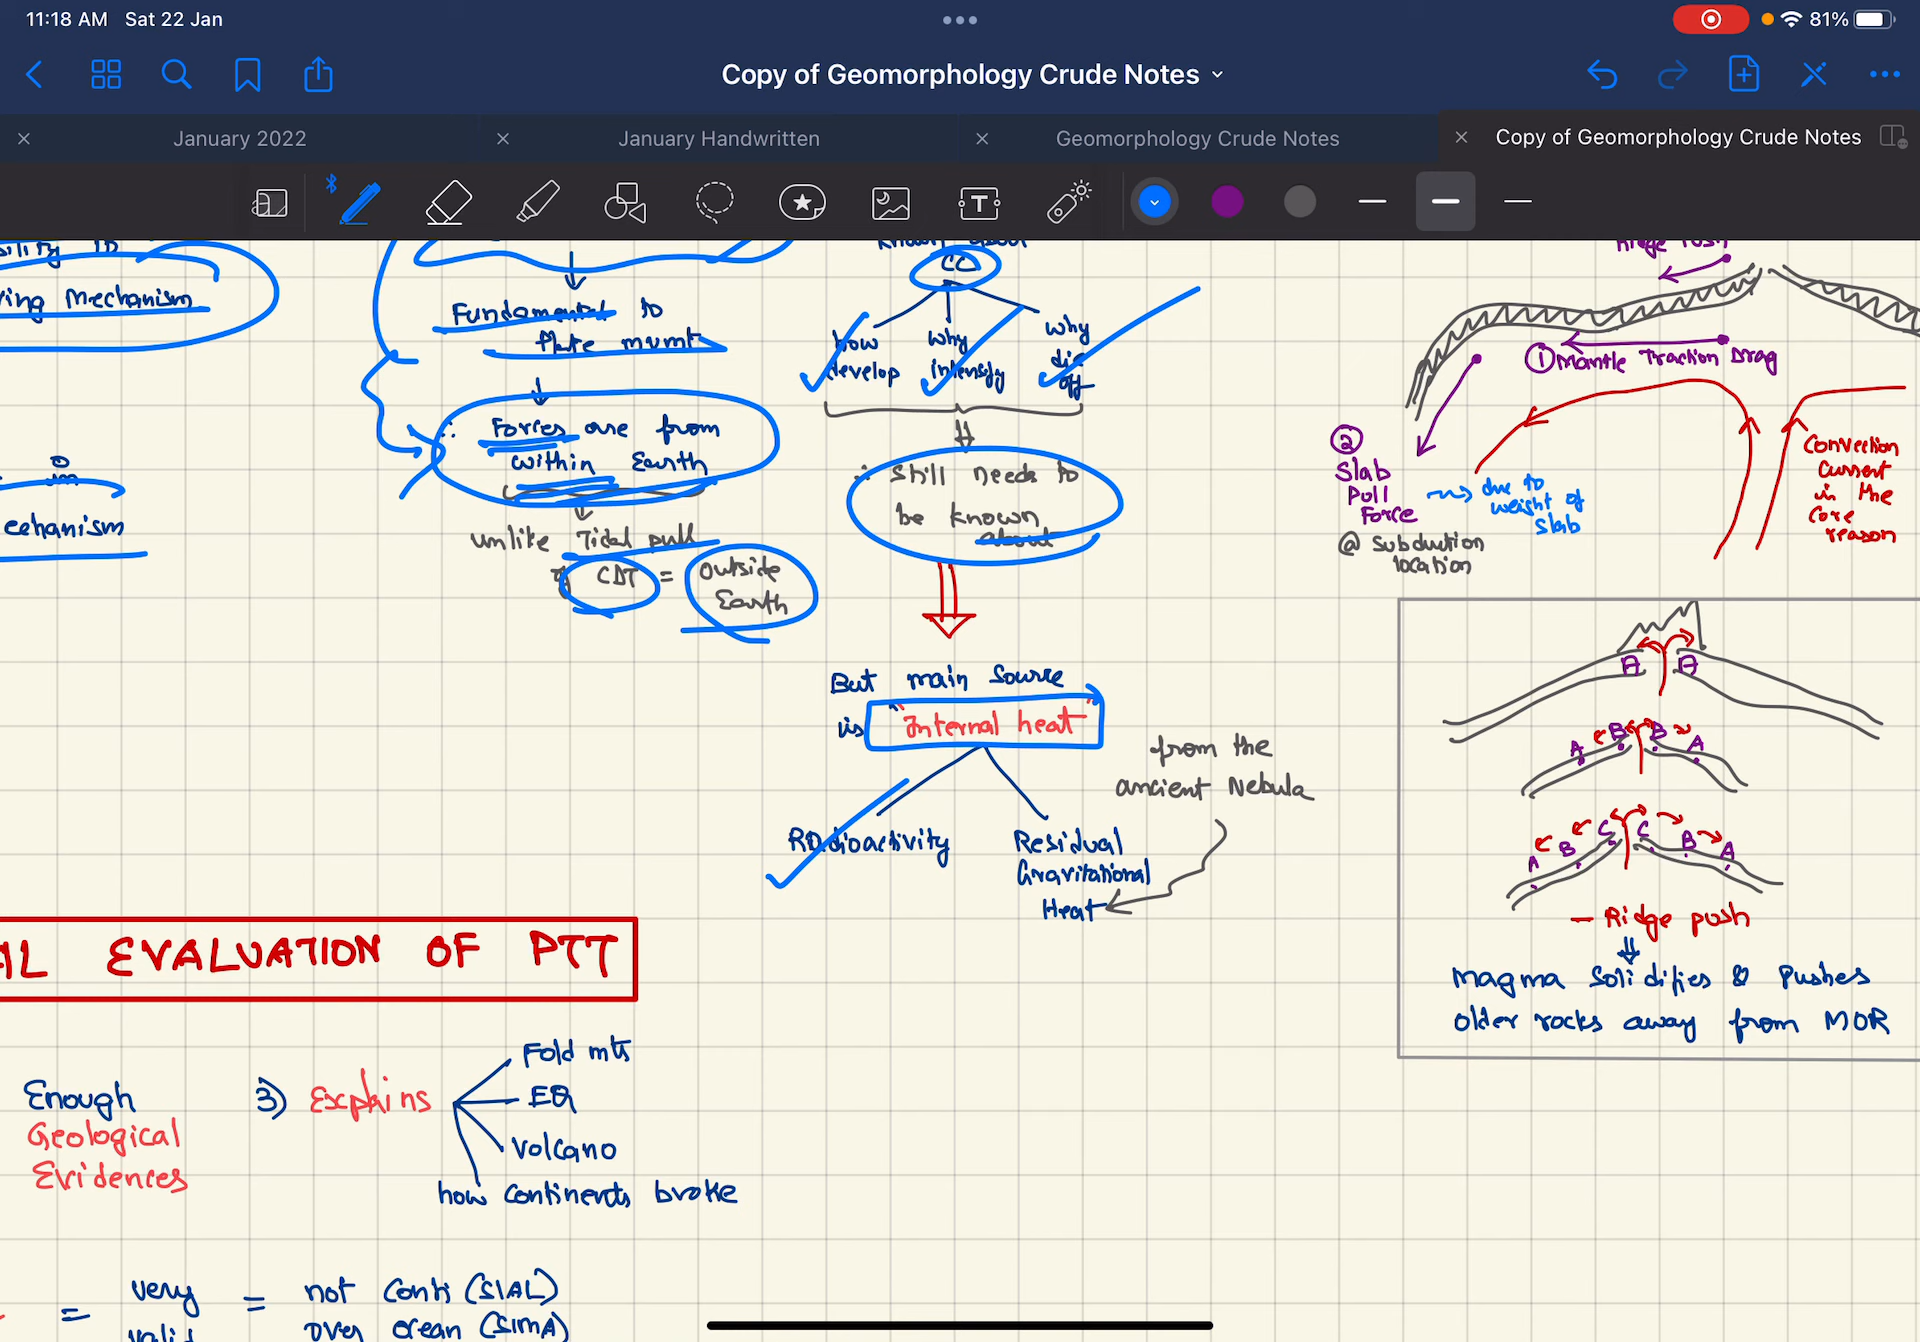 11:18 AM Sat 22 Jan
81%
Copy of Geomorphology Crude Notes
January 2022
January Handwritten
Geomorphology Crude Notes
Copy of Geomorphology Crude Notes
Mechanism
Mechanism
Fundamental to
Plate mvmt
∴ Forces are from
within Earth
unlike Tidal pull
of CDT = Outside
Earth
CC
how
develop
why
intensify
why
die
off
∴ Still needs to
be known
about
But main source
is "Internal heat"
from the
ancient Nebula
Radioactivity
Residual
Gravitational
Heat
① Mantle Traction Drag
②
Slab
Pull
Force
due to
weight of
slab
@ Subduction
location
Convection
Current
in the
Core
reason
A A
A B B A
A B C C B A
— Ridge push
Magma Solidifies & Pushes
older rocks away from MOR
EVALUATION OF PTT
Enough
Geological
Evidences
3) Explains
Fold mts
EQ
Volcano
how continents broke
= very = not Conti (SIAL)
over ocean (SIMA)